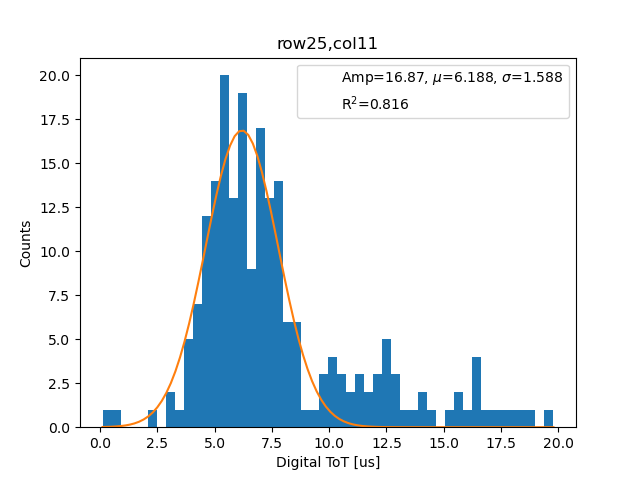 row25,col11
Amp=16.87, μ=6.188, σ=1.588
R²=0.816
Counts
20.0
17.5
15.0
12.5
10.0
7.5
5.0
2.5
0.0
0.0 2.5 5.0 7.5 10.0 12.5 15.0 17.5 20.0
Digital ToT [us]